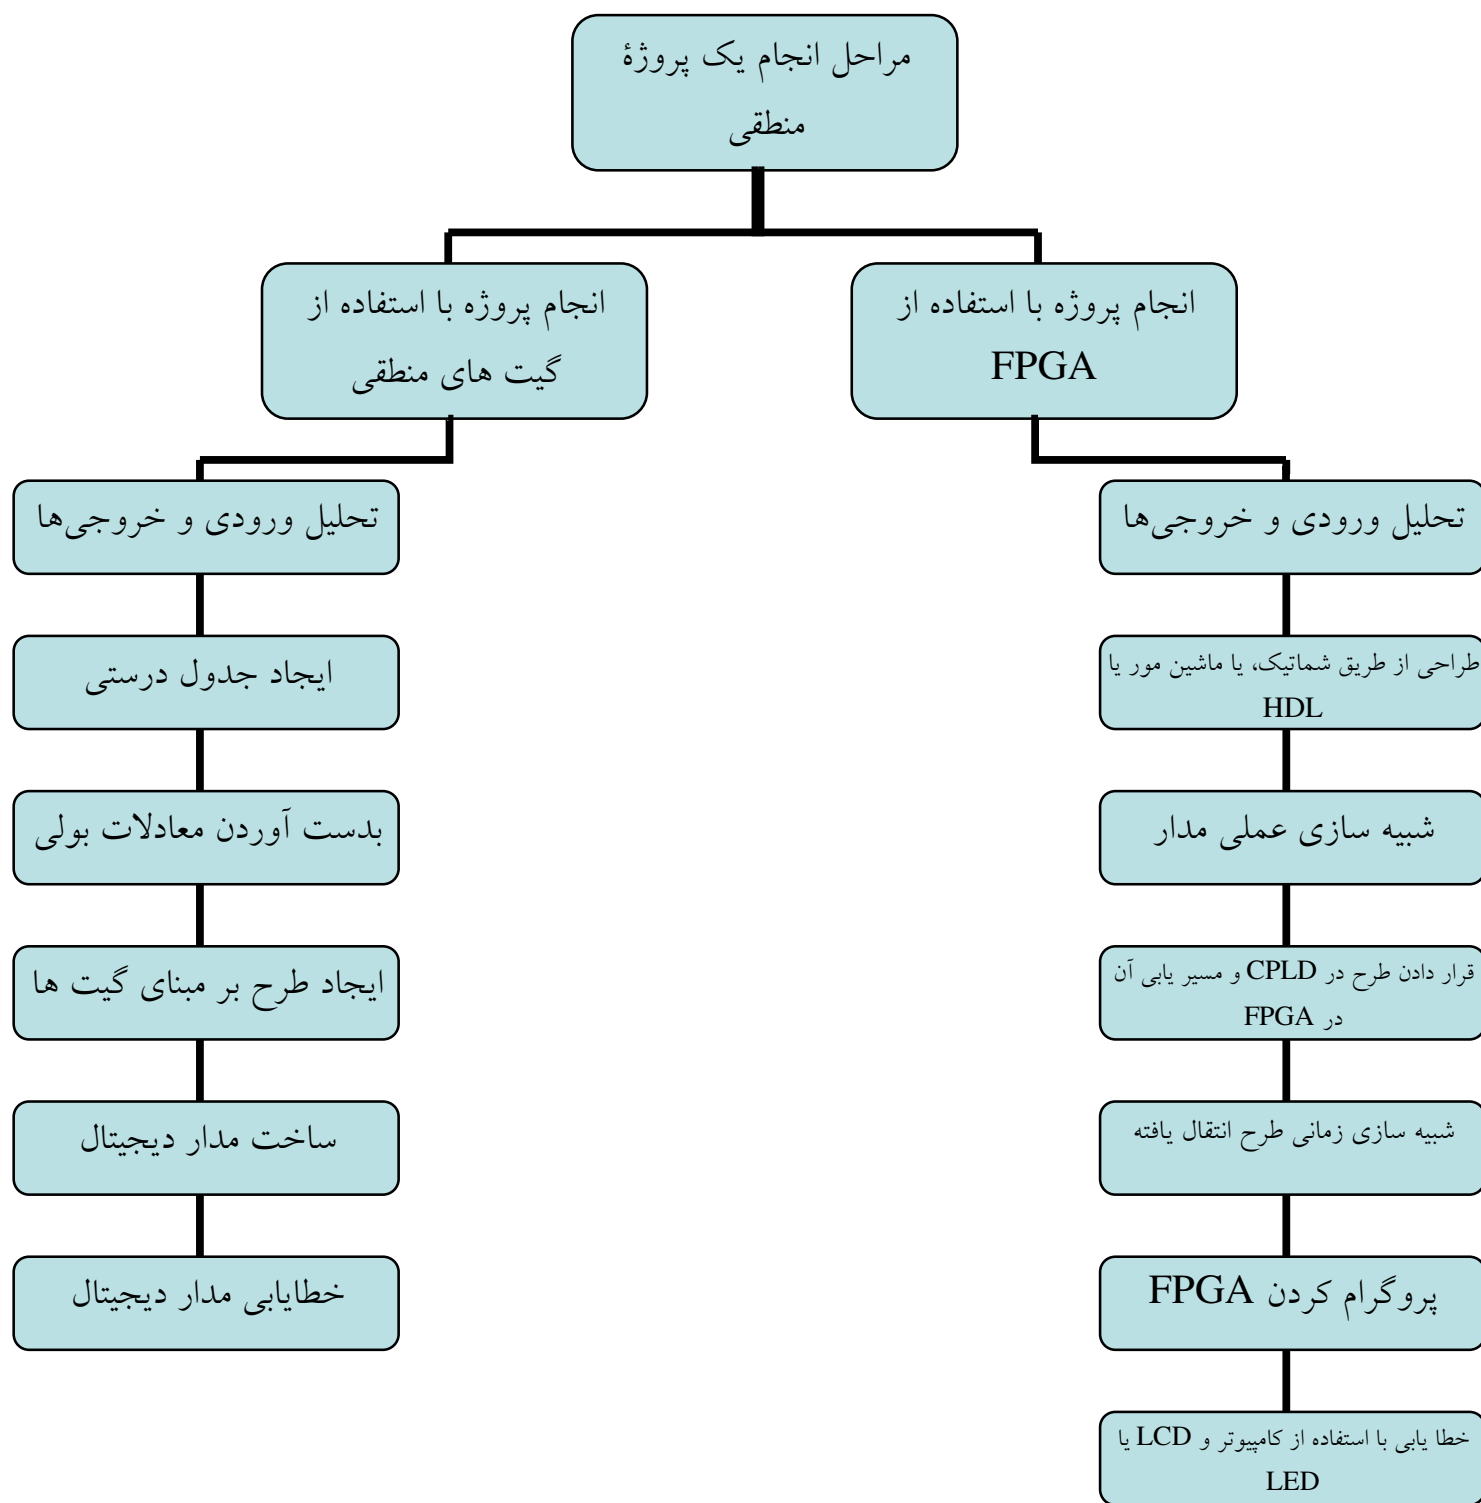 مراحل انجام یک پروژهٔ
منطقی
انجام پروژه با استفاده از
FPGA
انجام پروژه با استفاده از
گیت های منطقی
تحلیل ورودی و خروجی‌ها
طراحی از طریق شماتیک، یا ماشین مور یا
HDL
شبیه سازی عملی مدار
قرار دادن طرح در CPLD و مسیر یابی آن
در FPGA
شبیه سازی زمانی طرح انتقال یافته
پروگرام کردن FPGA
خطا یابی با استفاده از کامپیوتر و LCD یا
LED
تحلیل ورودی و خروجی‌ها
ایجاد جدول درستی
بدست آوردن معادلات بولی
ایجاد طرح بر مبنای گیت ها
ساخت مدار دیجیتال
خطایابی مدار دیجیتال